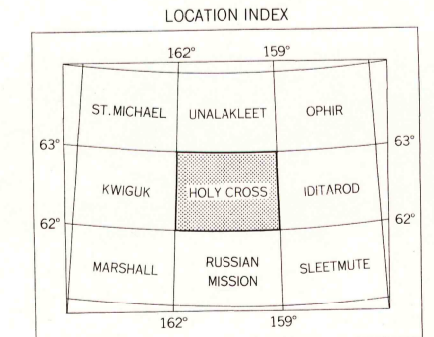 LOCATION INDEX
162° 159°
ST. MICHAEL UNALAKLEET OPHIR
63° 63°
KWIGUK HOLY CROSS IDITAROD
62° 62°
MARSHALL RUSSIAN MISSION SLEETMUTE
162° 159°